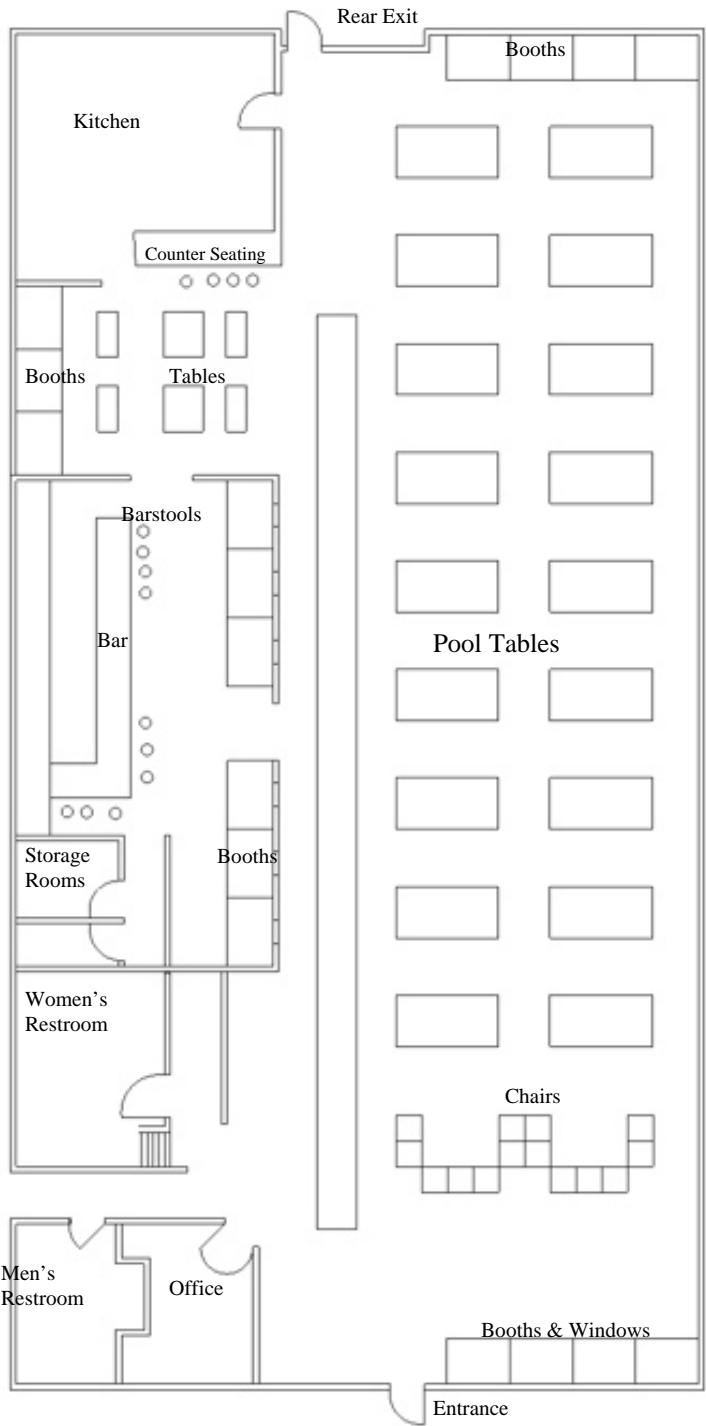 Rear Exit
Booths
Kitchen
Counter Seating
Booths
Tables
Barstools
Bar
Pool Tables
Storage
Rooms
Booths
Women’s
Restroom
Chairs
Men’s
Restroom
Office
Booths & Windows
Entrance